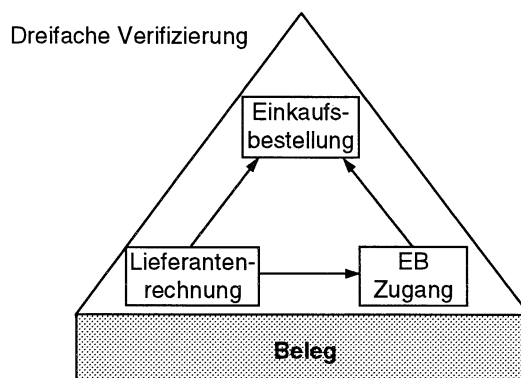 Dreifache Verifizierung
Einkaufs-
bestellung
Lieferanten-
rechnung
EB
Zugang
Beleg